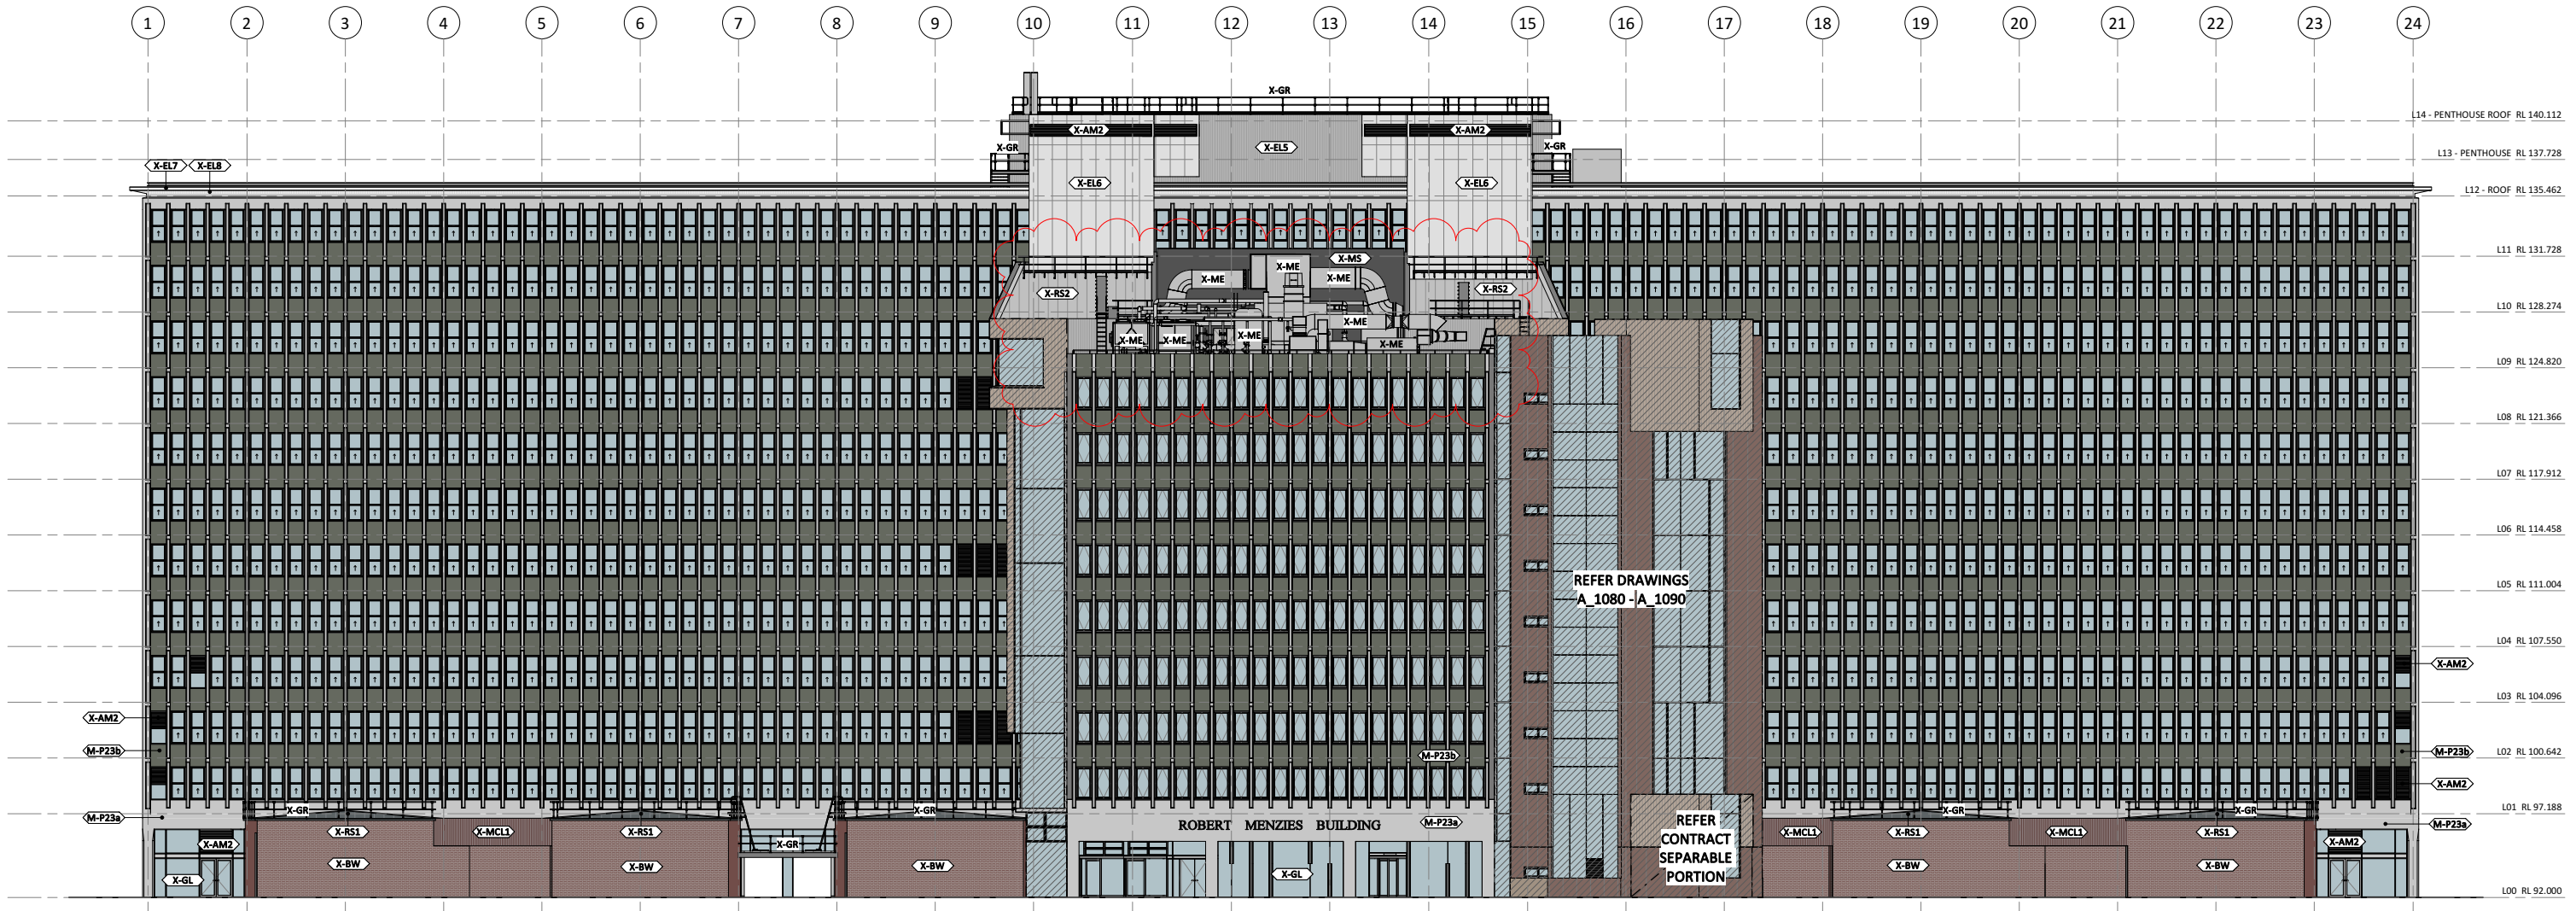 1 2 3 4 5 6 7 8 9 10 11 12 13 14 15 16 17 18 19 20 21 22 23 24
X-GR
L14 - PENTHOUSE ROOF RL 140.112
X-AM2 X-AM2
X-GR X-EL5 X-GR
L13 - PENTHOUSE RL 137.728
X-EL7 X-EL8
X-EL6 X-EL6
L12 - ROOF RL 135.462
L11 RL 131.728
X-MS
X-ME X-ME X-ME
X-RS2 X-RS2
L10 RL 128.274
X-ME
X-ME X-ME X-ME X-ME
L09 RL 124.820
L08 RL 121.366
L07 RL 117.912
L06 RL 114.458
REFER DRAWINGS
A_1080 - A_1090
L05 RL 111.004
L04 RL 107.550
X-AM2
L03 RL 104.096
X-AM2
M-P23b M-P23b M-P23b
L02 RL 100.642
X-AM2
X-GR X-GR X-GR X-GR
L01 RL 97.188
M-P23a M-P23a M-P23a
ROBERT MENZIES BUILDING
X-RS1 X-MCL1 X-RS1 X-MCL1 X-RS1 X-MCL1 X-RS1
X-AM2 X-GR X-AM2
REFER
CONTRACT
SEPARABLE
PORTION
X-BW X-BW X-BW X-BW X-BW
X-GL X-GL
L00 RL 92.000